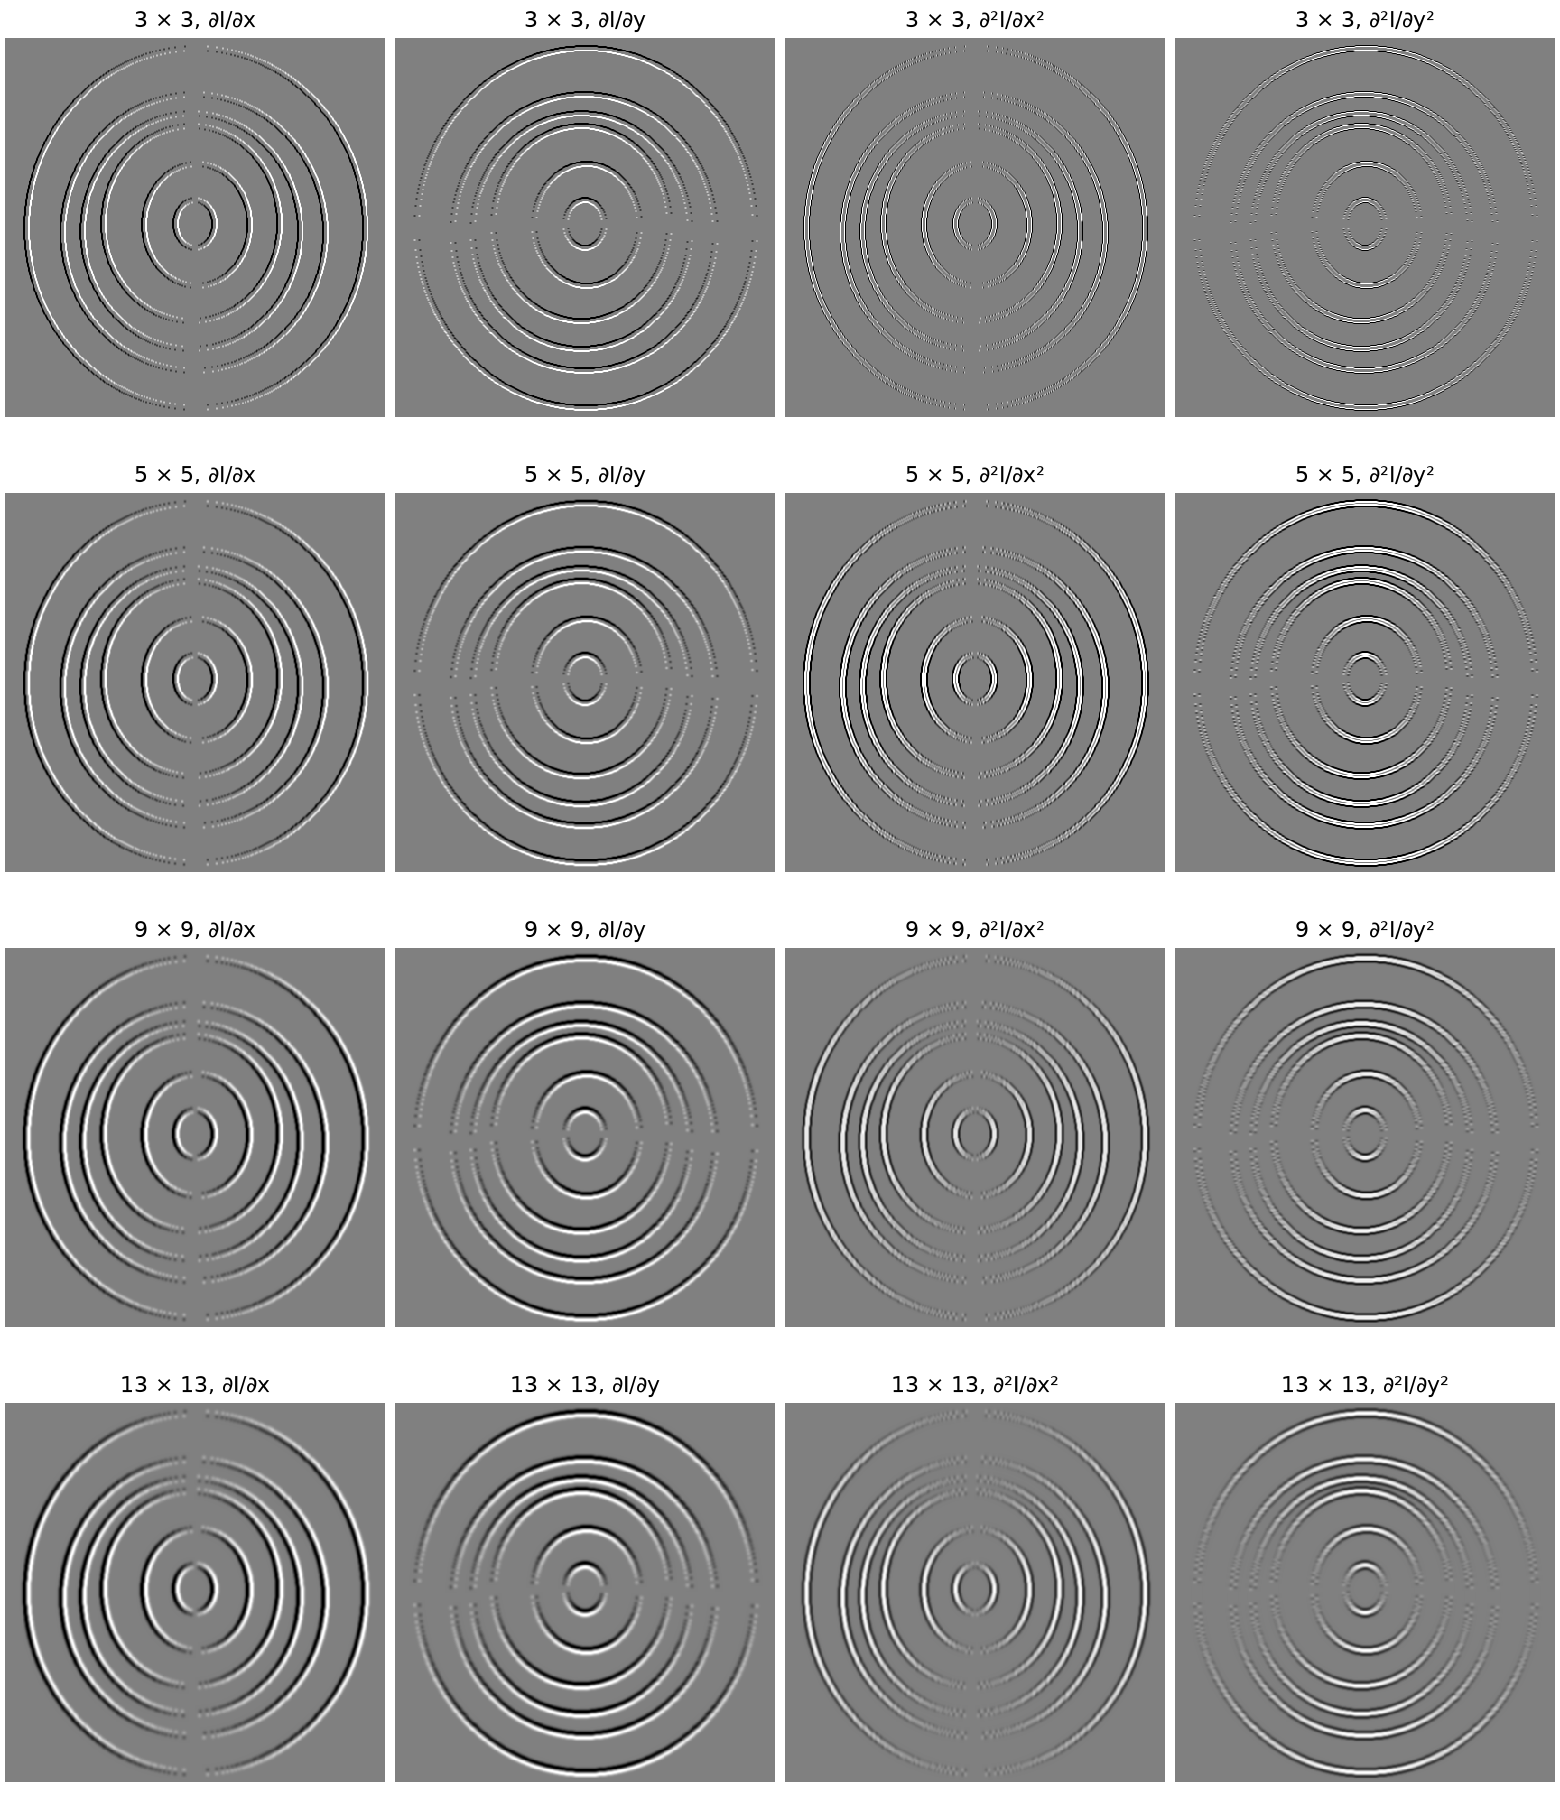 3 × 3, ∂I/∂x
3 × 3, ∂I/∂y
3 × 3, ∂²I/∂x²
3 × 3, ∂²I/∂y²
5 × 5, ∂I/∂x
5 × 5, ∂I/∂y
5 × 5, ∂²I/∂x²
5 × 5, ∂²I/∂y²
9 × 9, ∂I/∂x
9 × 9, ∂I/∂y
9 × 9, ∂²I/∂x²
9 × 9, ∂²I/∂y²
13 × 13, ∂I/∂x
13 × 13, ∂I/∂y
13 × 13, ∂²I/∂x²
13 × 13, ∂²I/∂y²